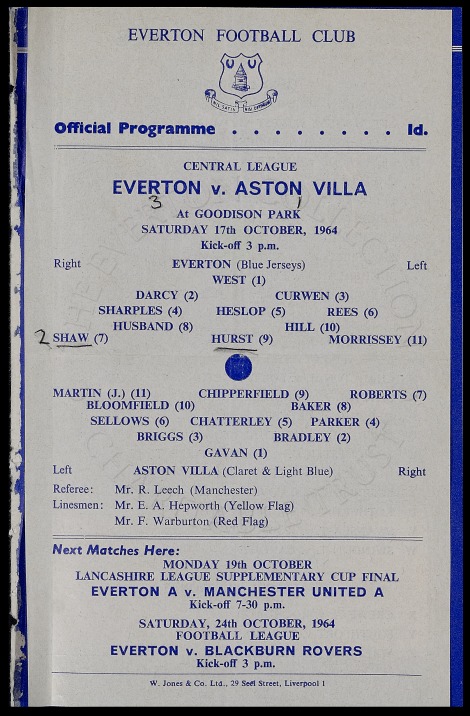 EVERTON FOOTBALL CLUB
NIL SATIS NISI OPTIMUM
Official Programme . . . . . . . . 1d.
CENTRAL LEAGUE
EVERTON v. ASTON VILLA
3 1
At GOODISON PARK
SATURDAY 17th OCTOBER, 1964
Kick-off 3 p.m.
Right EVERTON (Blue Jerseys) Left
WEST (1)
DARCY (2) CURWEN (3)
SHARPLES (4) HESLOP (5) REES (6)
HUSBAND (8) HILL (10)
2 SHAW (7) HURST (9) MORRISSEY (11)
MARTIN (J.) (11) CHIPPERFIELD (9) ROBERTS (7)
BLOOMFIELD (10) BAKER (8)
SELLOWS (6) CHATTERLEY (5) PARKER (4)
BRIGGS (3) BRADLEY (2)
GAVAN (1)
Left ASTON VILLA (Claret & Light Blue) Right
Referee: Mr. R. Leech (Manchester)
Linesmen: Mr. E. A. Hepworth (Yellow Flag)
Mr. F. Warburton (Red Flag)
Next Matches Here:
MONDAY 19th OCTOBER
LANCASHIRE LEAGUE SUPPLEMENTARY CUP FINAL
EVERTON A v. MANCHESTER UNITED A
Kick-off 7-30 p.m.
SATURDAY, 24th OCTOBER, 1964
FOOTBALL LEAGUE
EVERTON v. BLACKBURN ROVERS
Kick-off 3 p.m.
W. Jones & Co. Ltd., 29 Seel Street, Liverpool 1